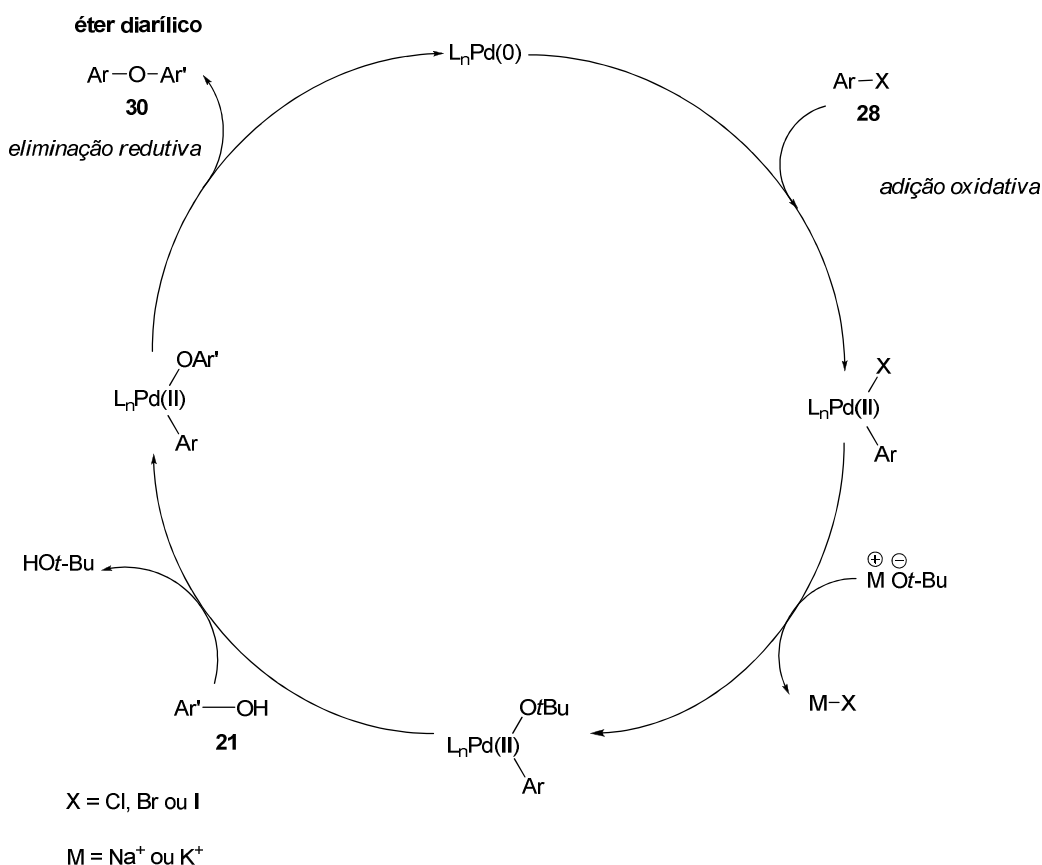 éter diarílico
Ar–O–Ar'
30
eliminação redutiva
LnPd(0)
Ar–X
28
adição oxidativa
X
LnPd(II)
Ar
⊕ ⊖
M Ot-Bu
M–X
OtBu
LnPd(II)
Ar
Ar'—OH
21
HOt-Bu
OAr'
LnPd(II)
Ar
X = Cl, Br ou I
M = Na⁺ ou K⁺